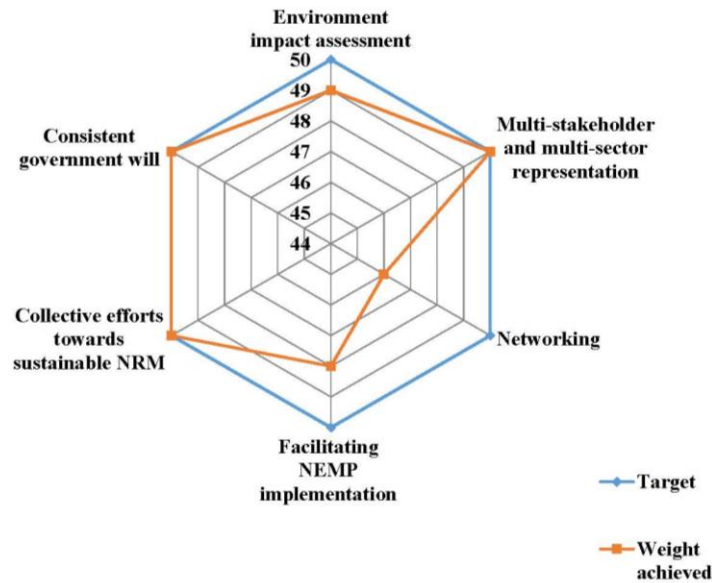 Environment
impact assessment
50
49
48
47
46
45
44
Multi-stakeholder
and multi-sector
representation
Networking
Facilitating
NEMP
implementation
Collective efforts
towards
sustainable NRM
Consistent
government will
Target
Weight
achieved